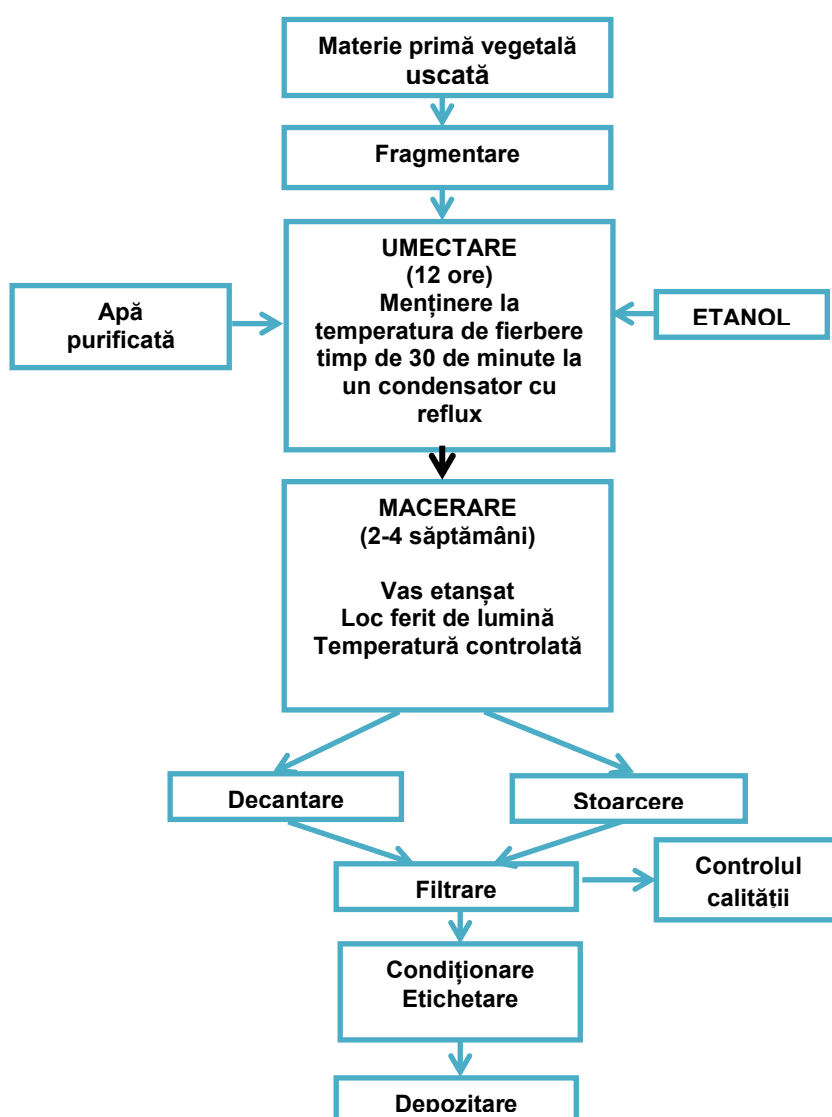 Materie primă vegetală
uscată
Fragmentare
UMECTARE
(12 ore)
Menținere la
temperatura de fierbere
timp de 30 de minute la
un condensator cu
reflux
Apă
purificată
ETANOL
MACERARE
(2-4 săptămâni)
Vas etanșat
Loc ferit de lumină
Temperatură controlată
Decantare
Stoarcere
Filtrare
Controlul
calității
Condiționare
Etichetare
Depozitare